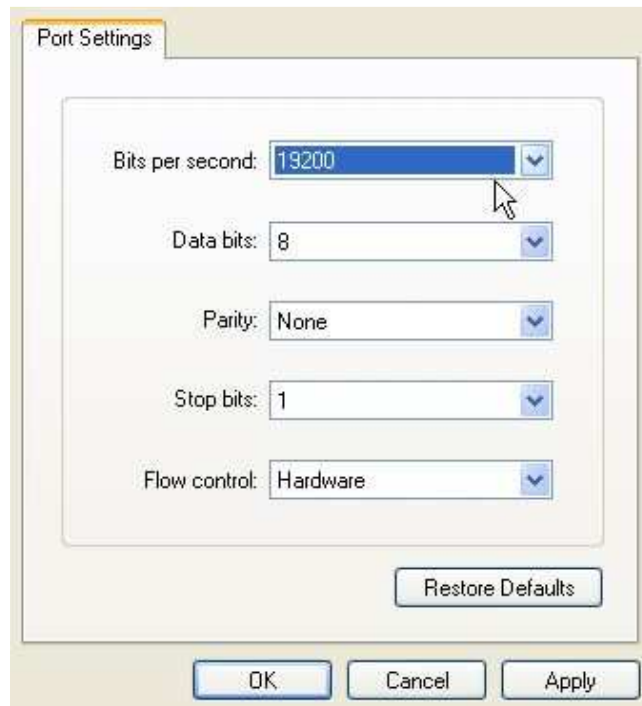 Port Settings
Bits per second: 19200
Data bits: 8
Parity: None
Stop bits: 1
Flow control: Hardware
Restore Defaults
OK Cancel Apply